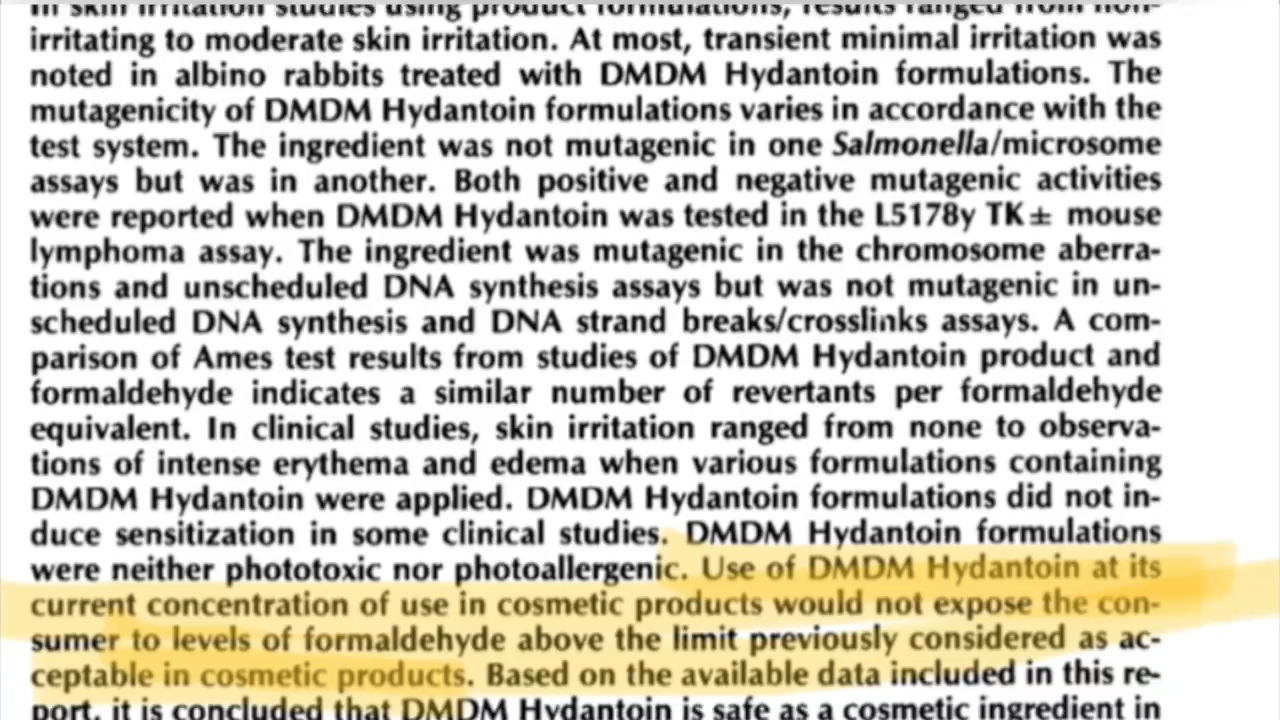 In skin irritation studies using product formulations, results ranged from non-
irritating to moderate skin irritation. At most, transient minimal irritation was
noted in albino rabbits treated with DMDM Hydantoin formulations. The
mutagenicity of DMDM Hydantoin formulations varies in accordance with the
test system. The ingredient was not mutagenic in one Salmonella/microsome
assays but was in another. Both positive and negative mutagenic activities
were reported when DMDM Hydantoin was tested in the L5178y TK± mouse
lymphoma assay. The ingredient was mutagenic in the chromosome aberra-
tions and unscheduled DNA synthesis assays but was not mutagenic in un-
scheduled DNA synthesis and DNA strand breaks/crosslinks assays. A com-
parison of Ames test results from studies of DMDM Hydantoin product and
formaldehyde indicates a similar number of revertants per formaldehyde
equivalent. In clinical studies, skin irritation ranged from none to observa-
tions of intense erythema and edema when various formulations containing
DMDM Hydantoin were applied. DMDM Hydantoin formulations did not in-
duce sensitization in some clinical studies. DMDM Hydantoin formulations
were neither phototoxic nor photoallergenic. Use of DMDM Hydantoin at its
current concentration of use in cosmetic products would not expose the con-
sumer to levels of formaldehyde above the limit previously considered as ac-
ceptable in cosmetic products. Based on the available data included in this re-
port, it is concluded that DMDM Hydantoin is safe as a cosmetic ingredient in